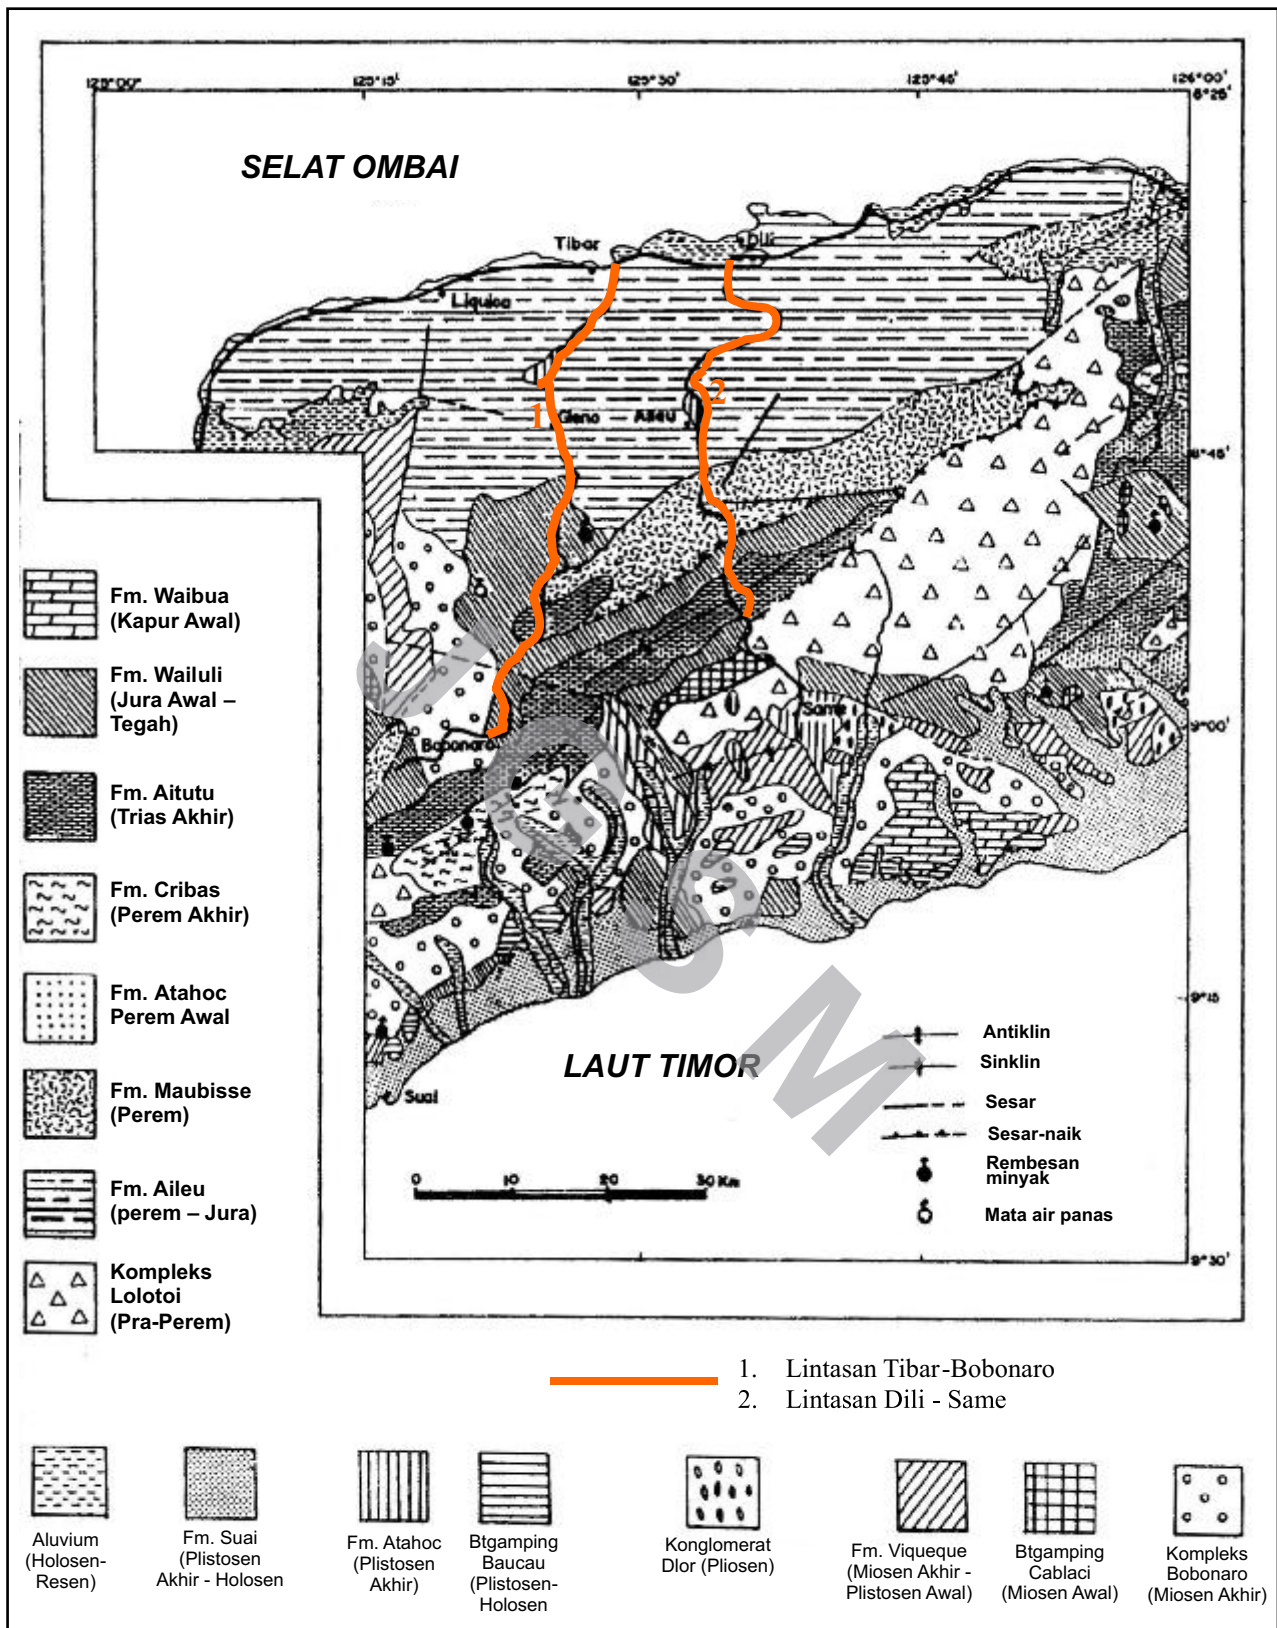 125°00"
125°15'
125°30'
125°45'
126°00'
8°25'
SELAT OMBAI
Tibar
Dili
Liquica
1
2
Gleno
Aileu
8°45'
Fm. Waibua
(Kapur Awal)
Fm. Wailuli
(Jura Awal –
Tegah)
Same
9°00'
Bobonaro
Fm. Aitutu
(Trias Akhir)
Fm. Cribas
(Perem Akhir)
Fm. Atahoc
Perem Awal
9°15
Antiklin
LAUT TIMOR
Sinklin
Fm. Maubisse
(Perem)
Suai
Sesar
Sesar-naik
Rembesan
minyak
0
10
20
30 Km
Fm. Aileu
(perem – Jura)
Mata air panas
9°30'
Kompleks
Lolotoi
(Pra-Perem)
J
G
S
M
1. Lintasan Tibar-Bobonaro
2. Lintasan Dili - Same
Aluvium
(Holosen-
Resen)
Fm. Suai
(Plistosen
Akhir - Holosen
Fm. Atahoc
(Plistosen
Akhir)
Btgamping
Baucau
(Plistosen-
Holosen
Konglomerat
Dlor (Pliosen)
Fm. Viqueque
(Miosen Akhir -
Plistosen Awal)
Btgamping
Cablaci
(Miosen Awal)
Kompleks
Bobonaro
(Miosen Akhir)